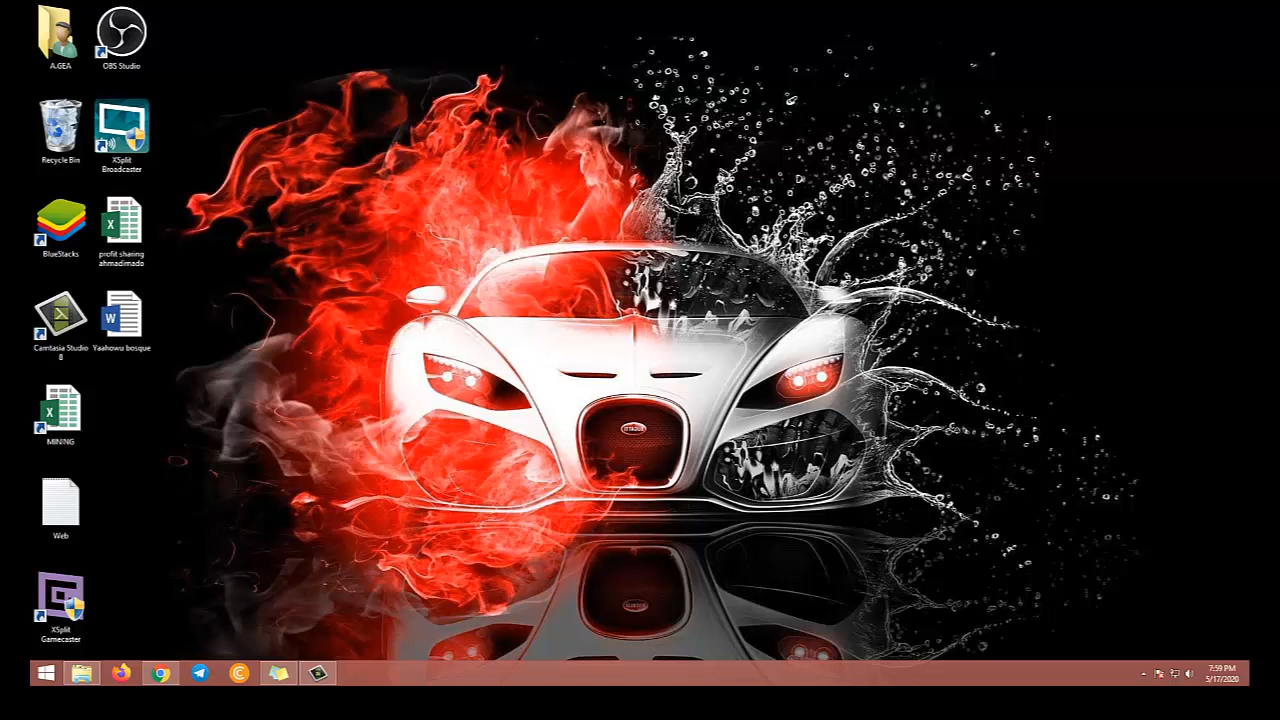 A.GEA
OBS Studio
Recycle Bin
XSplit
Broadcaster
BlueStacks
profit sharing
ahmadimado
Camtasia Studio
8
Yaahowu bosque
MINING
Web
XSplit
Gamecaster
7:59 PM
5/17/2020